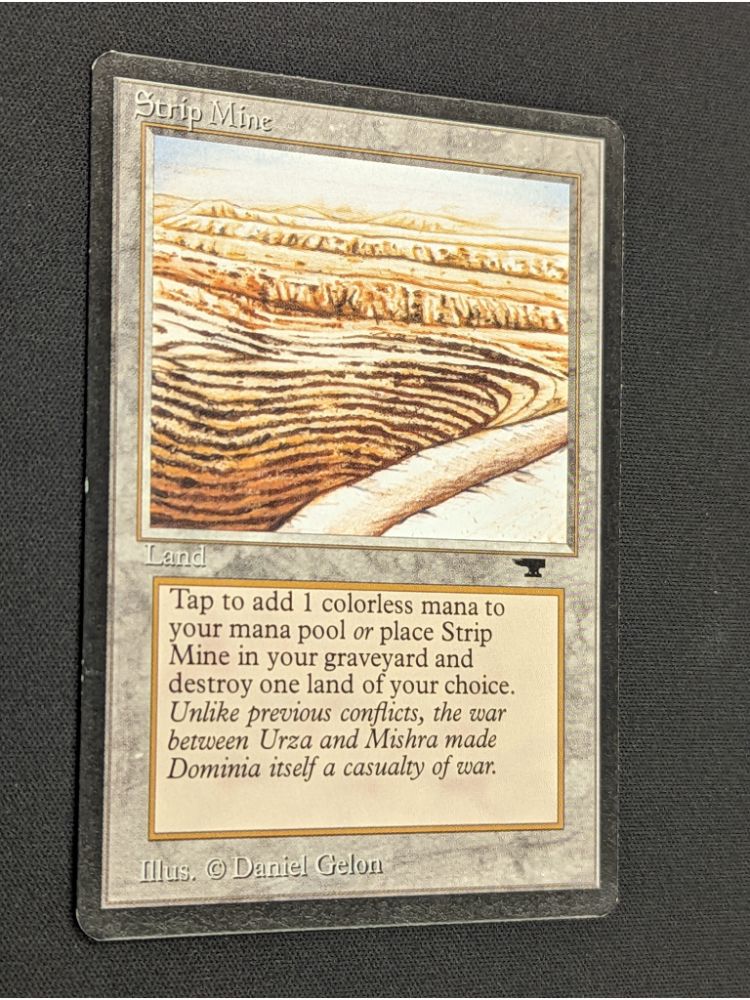 Strip Mine
Land
Tap to add 1 colorless mana to
your mana pool or place Strip
Mine in your graveyard and
destroy one land of your choice.
Unlike previous conflicts, the war
between Urza and Mishra made
Dominia itself a casualty of war.
Illus. © Daniel Gelon